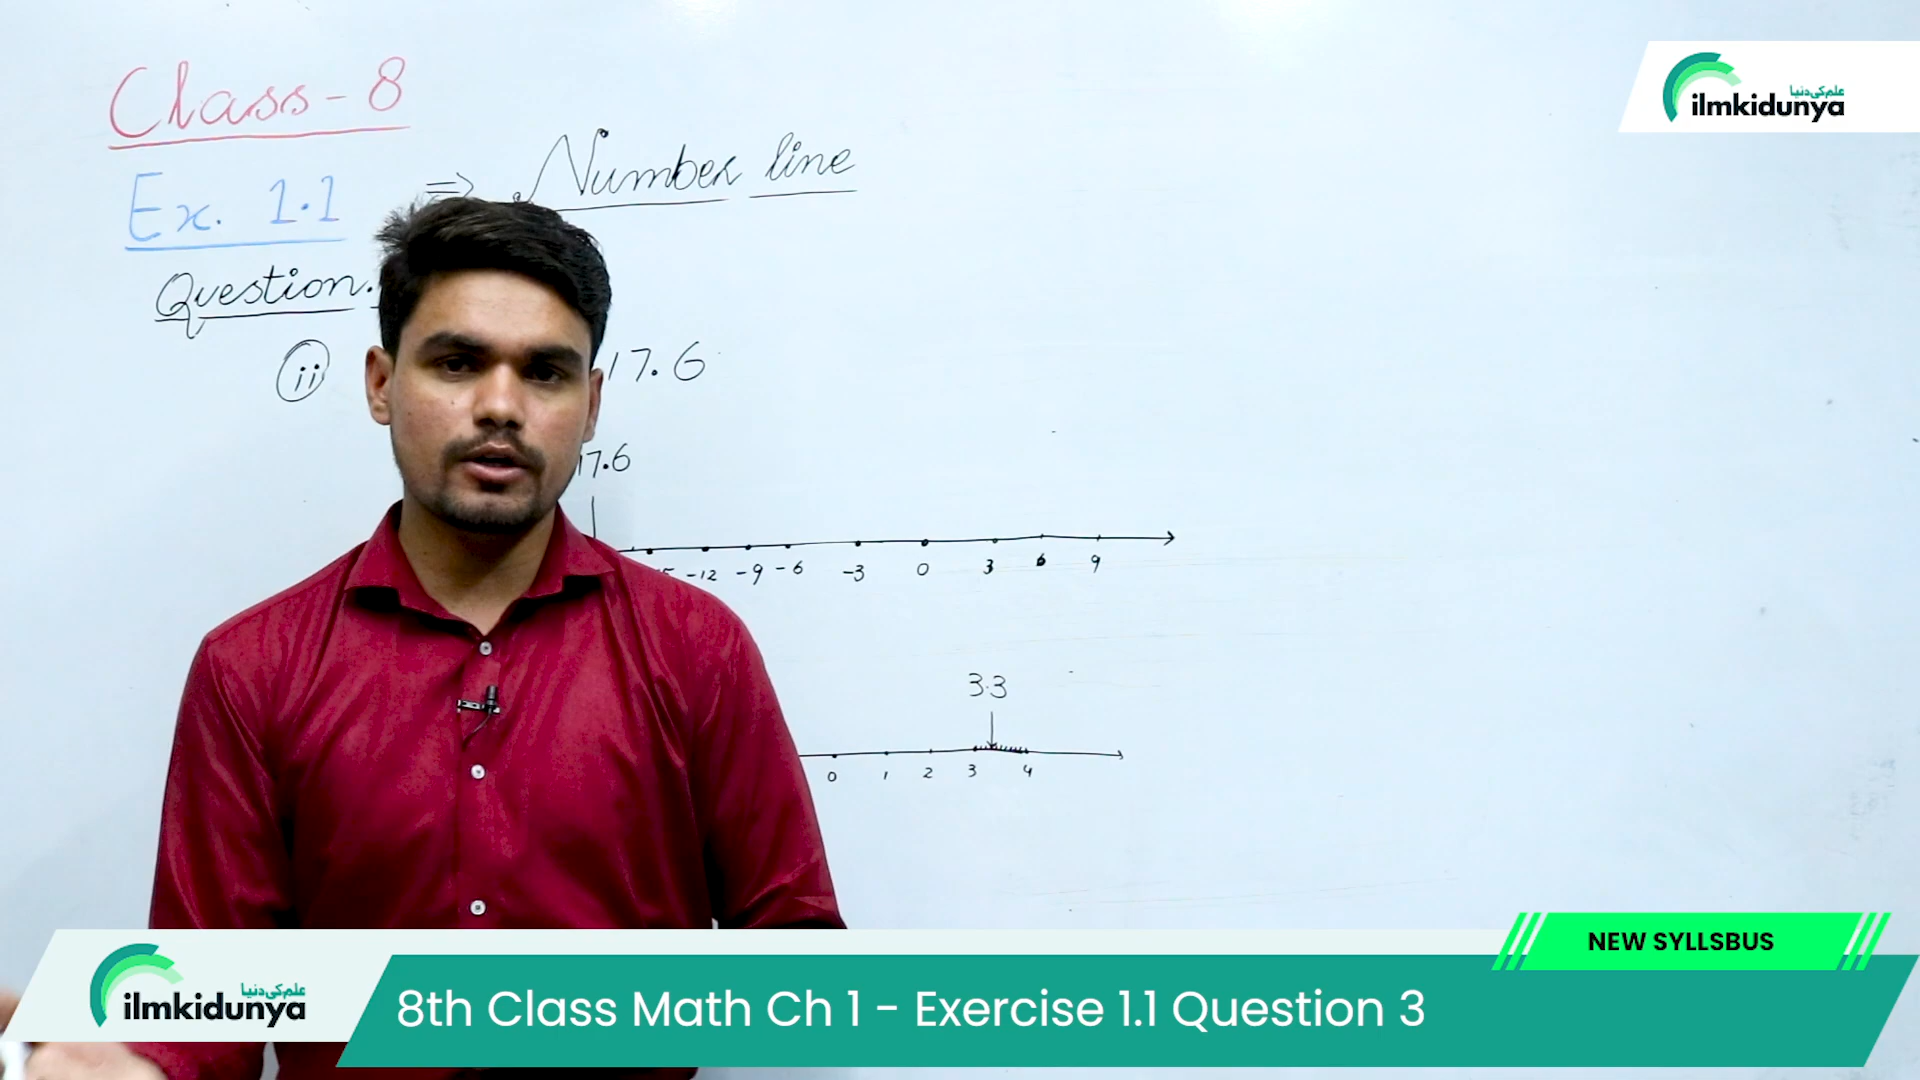 Class - 8
علم کی دنیا
ilmkidunya
Ex. 1.1 ⇒ Number line
Question.
(ii) 17.6
17.6
-12 -9 -6 -3 0 3 6 9
3.3
0 1 2 3 4
NEW SYLLSBUS
علم کی دنیا
ilmkidunya
8th Class Math Ch 1 - Exercise 1.1 Question 3